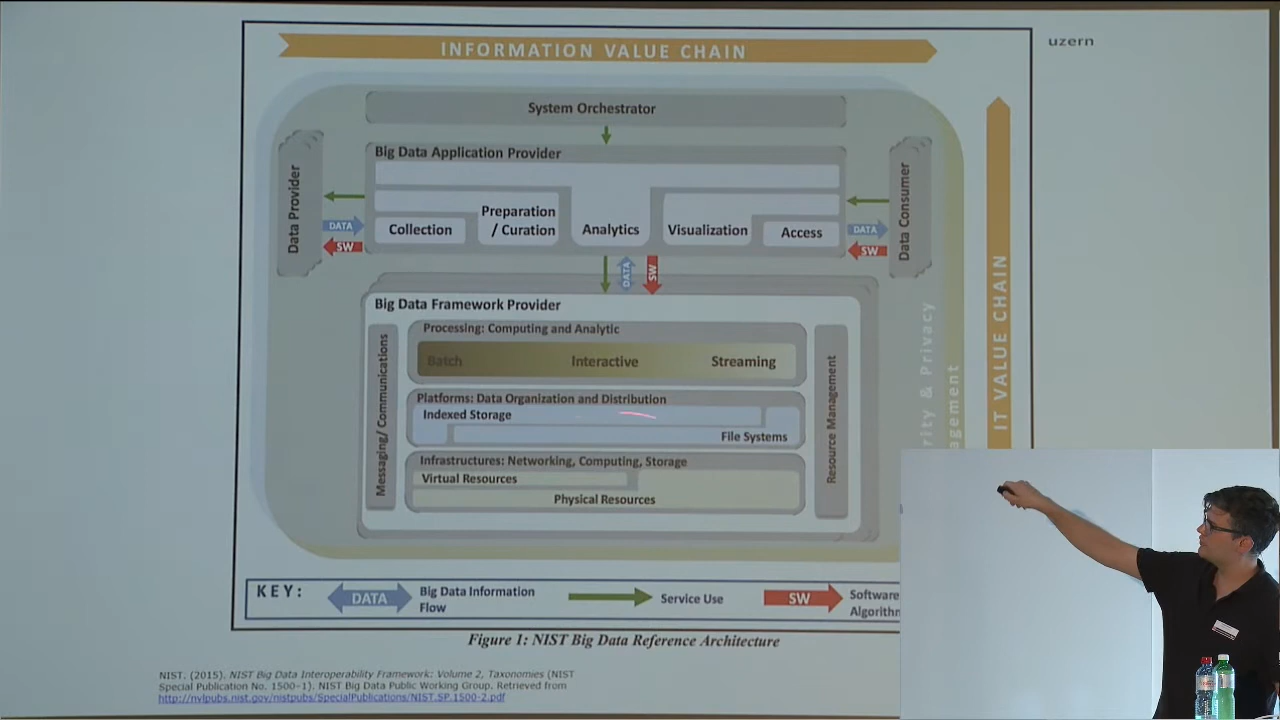 uzern
INFORMATION VALUE CHAIN
System Orchestrator
Big Data Application Provider
Data Provider
Data Consumer
Preparation
/ Curation
Collection
Analytics
Visualization
Access
DATA
SW
DATA
SW
DATA
SW
Big Data Framework Provider
Messaging/ Communications
Resource Management
Processing: Computing and Analytic
Batch
Interactive
Streaming
Platforms: Data Organization and Distribution
Indexed Storage
File Systems
Infrastructures: Networking, Computing, Storage
Virtual Resources
Physical Resources
rity & Privacy
agement
IT VALUE CHAIN
KEY:
DATA
Big Data Information
Flow
Service Use
SW
Software
Algorithm
Figure 1: NIST Big Data Reference Architecture
NIST. (2015). NIST Big Data Interoperability Framework: Volume 2, Taxonomies (NIST
Special Publication No. 1500-1). NIST Big Data Public Working Group. Retrieved from
http://nvlpubs.nist.gov/nistpubs/SpecialPublications/NIST.SP.1500-2.pdf